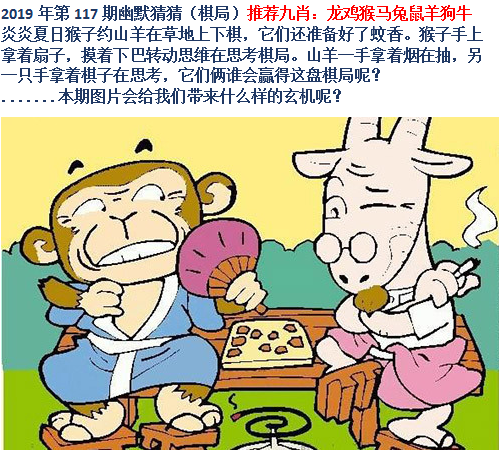 2019 年第 117 期幽默猜猜（棋局）推荐九肖：龙鸡猴马兔鼠羊狗牛
炎炎夏日猴子约山羊在草地上下棋，它们还准备好了蚊香。猴子手上
拿着扇子，摸着下巴转动思维在思考棋局。山羊一手拿着烟在抽，另
一只手拿着棋子在思考，它们俩谁会赢得这盘棋局呢？
.......本期图片会给我们带来什么样的玄机呢？